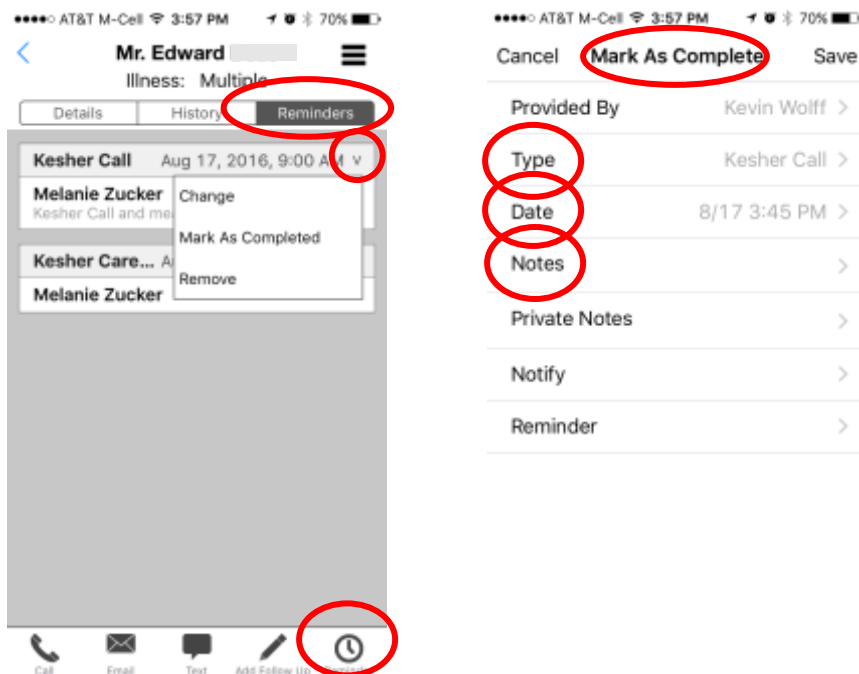 AT&T M-Cell 3:57 PM 70%
Mr. Edward
Illness: Multiple
Details History Reminders
Kesher Call Aug 17, 2016, 9:00 AM v
Melanie Zucker
Kesher Call and me
Change
Mark As Completed
Remove
Kesher Care... A
Melanie Zucker
Call Email Text Add Follow Up Reminder
AT&T M-Cell 3:57 PM 70%
Cancel Mark As Complete Save
Provided By Kevin Wolff >
Type Kesher Call >
Date 8/17 3:45 PM >
Notes >
Private Notes >
Notify >
Reminder >